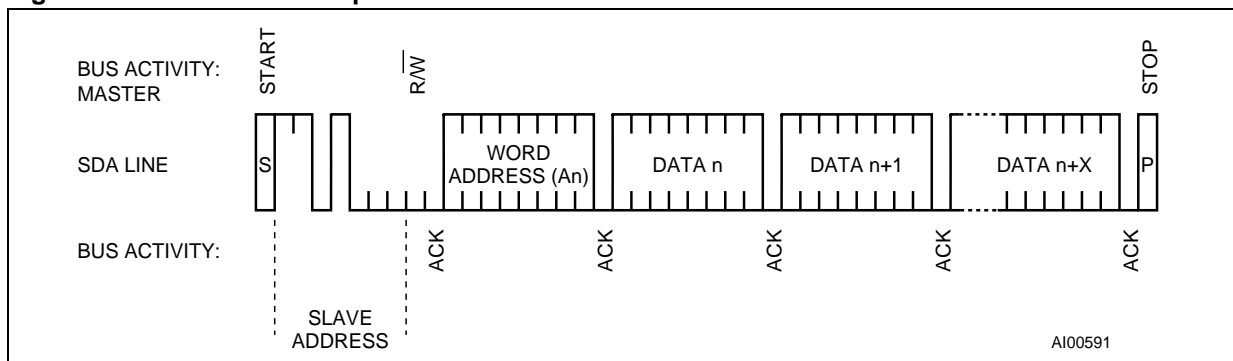 BUS ACTIVITY:
MASTER
START
R/W
STOP
SDA LINE
S
WORD
ADDRESS (An)
DATA n
DATA n+1
DATA n+X
P
BUS ACTIVITY:
ACK
ACK
ACK
ACK
ACK
SLAVE
ADDRESS
AI00591